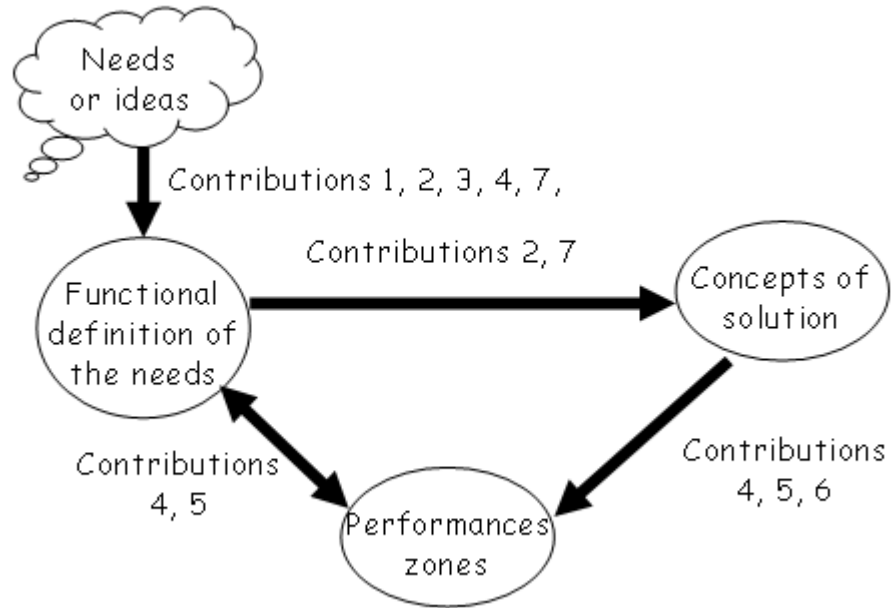 Needs
or ideas
Contributions 1, 2, 3, 4, 7,
Contributions 2, 7
Functional
definition of
the needs
Concepts of
solution
Contributions
4, 5
Contributions
4, 5, 6
Performances
zones